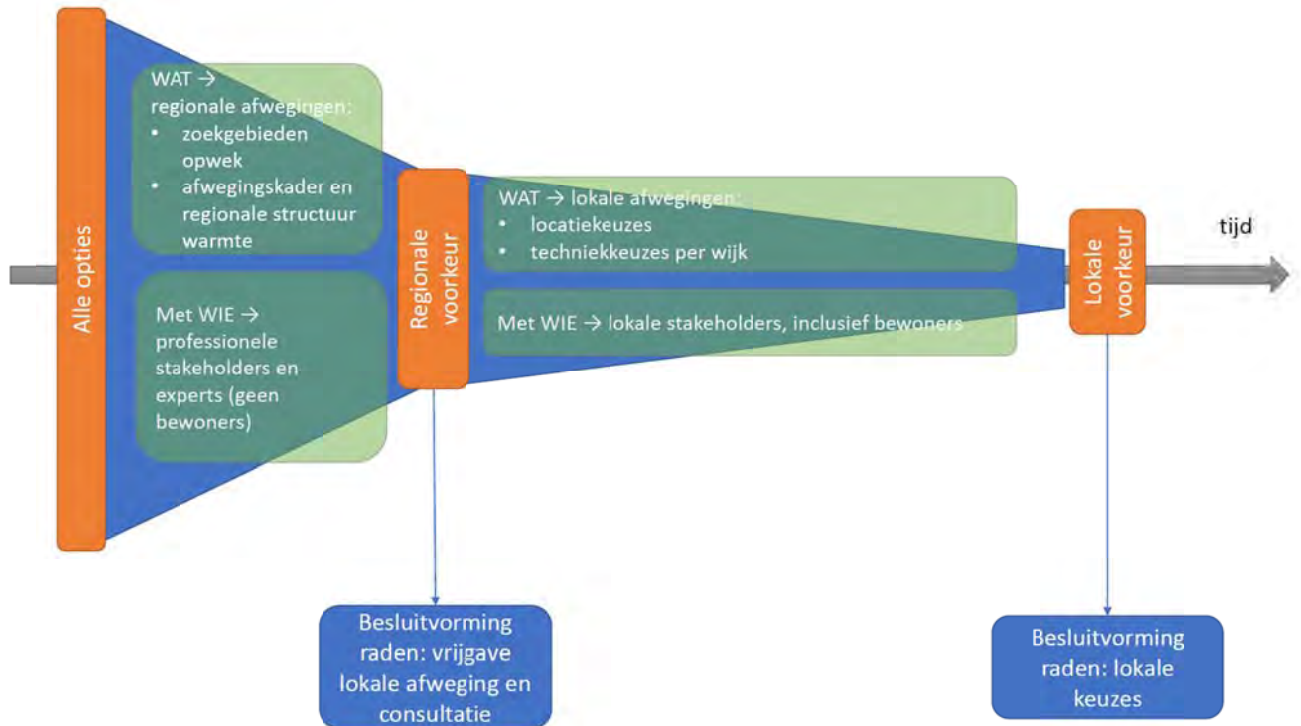 Alle opties
WAT →
regionale afwegingen:
• zoekgebieden
opwek
• afwegingskader en
regionale structuur
warmte
Met WIE →
professionele
stakeholders en
experts (geen
bewoners)
Regionale
voorkeur
WAT → lokale afwegingen:
• locatiekeuzes
• techniekkeuzes per wijk
Met WIE → lokale stakeholders, inclusief bewoners
Lokale
voorkeur
tijd
Besluitvorming
raden: vrijgave
lokale afweging en
consultatie
Besluitvorming
raden: lokale
keuzes